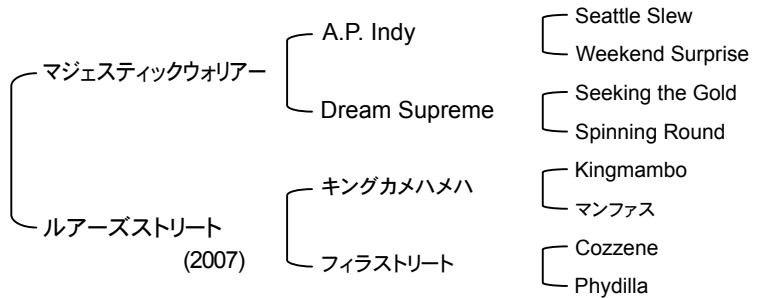 マジェスティックウォリアー
A.P. Indy
Seattle Slew
Weekend Surprise
Dream Supreme
Seeking the Gold
Spinning Round
ルアーズストリート
(2007)
キングカメハメハ
Kingmambo
マンファス
フィラストリート
Cozzene
Phydilla